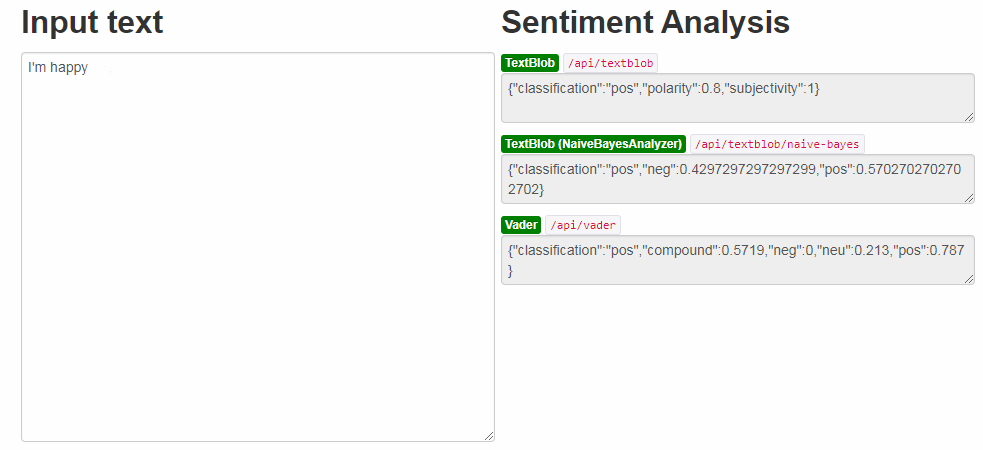 Input text
I'm happy
Sentiment Analysis
TextBlob /api/textblob
{"classification":"pos","polarity":0.8,"subjectivity":1}
TextBlob (NaiveBayesAnalyzer) /api/textblob/naive-bayes
{"classification":"pos","neg":0.4297297297297299,"pos":0.570270270270
2702}
Vader /api/vader
{"classification":"pos","compound":0.5719,"neg":0,"neu":0.213,"pos":0.787
}